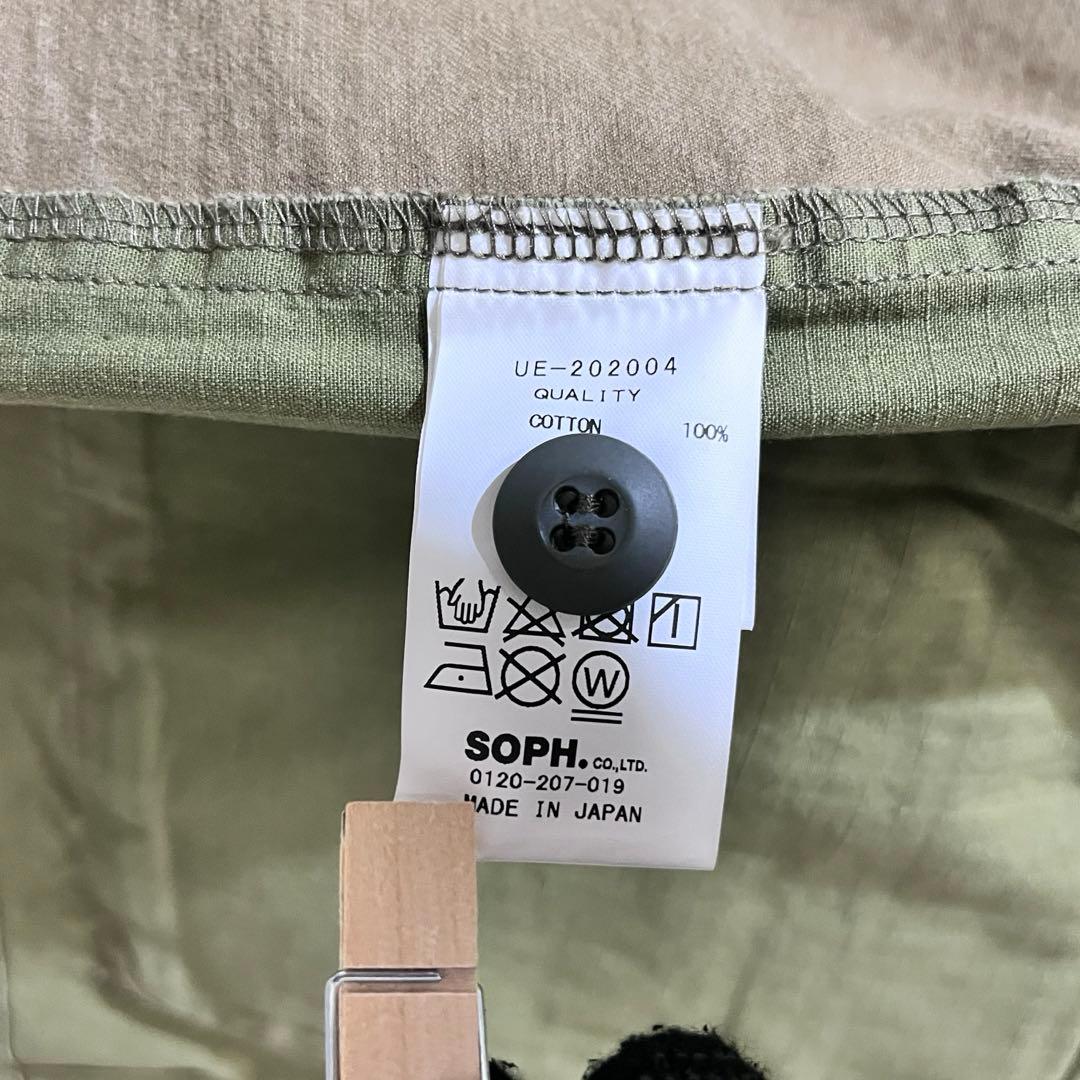 UE-202004
QUALITY
COTTON 100%
W
SOPH. CO.,LTD.
0120-207-019
MADE IN JAPAN